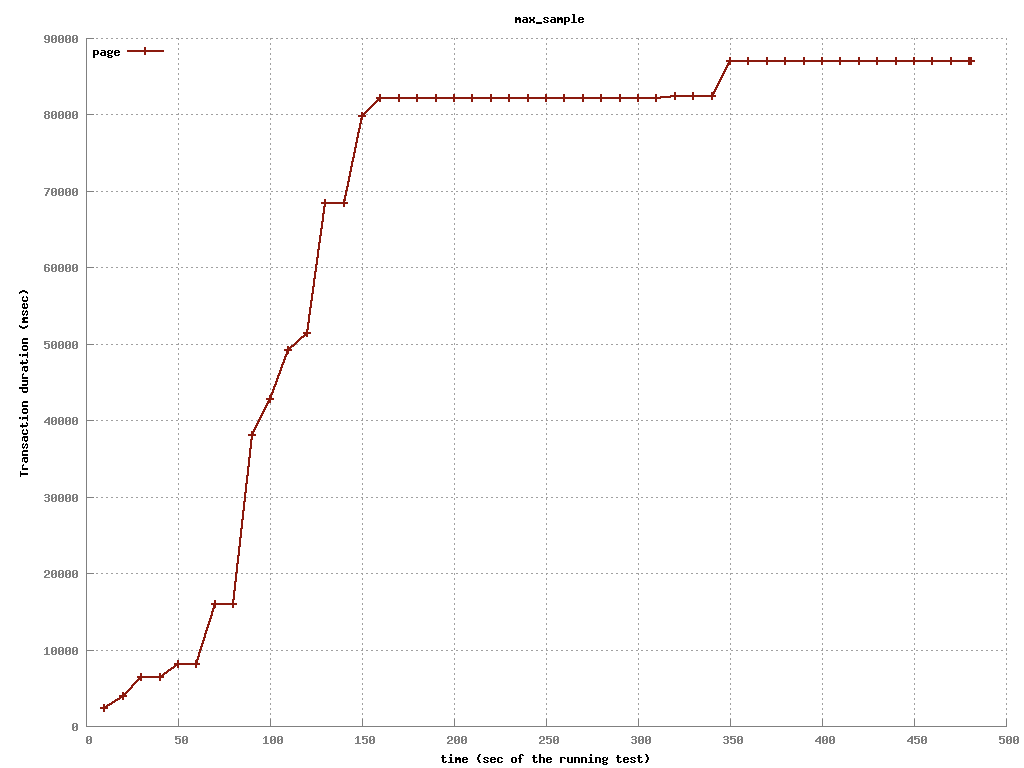 max_sample
90000
page
80000
70000
60000
50000
40000
30000
20000
10000
0
Transaction duration (msec)
0 50 100 150 200 250 300 350 400 450 500
time (sec of the running test)